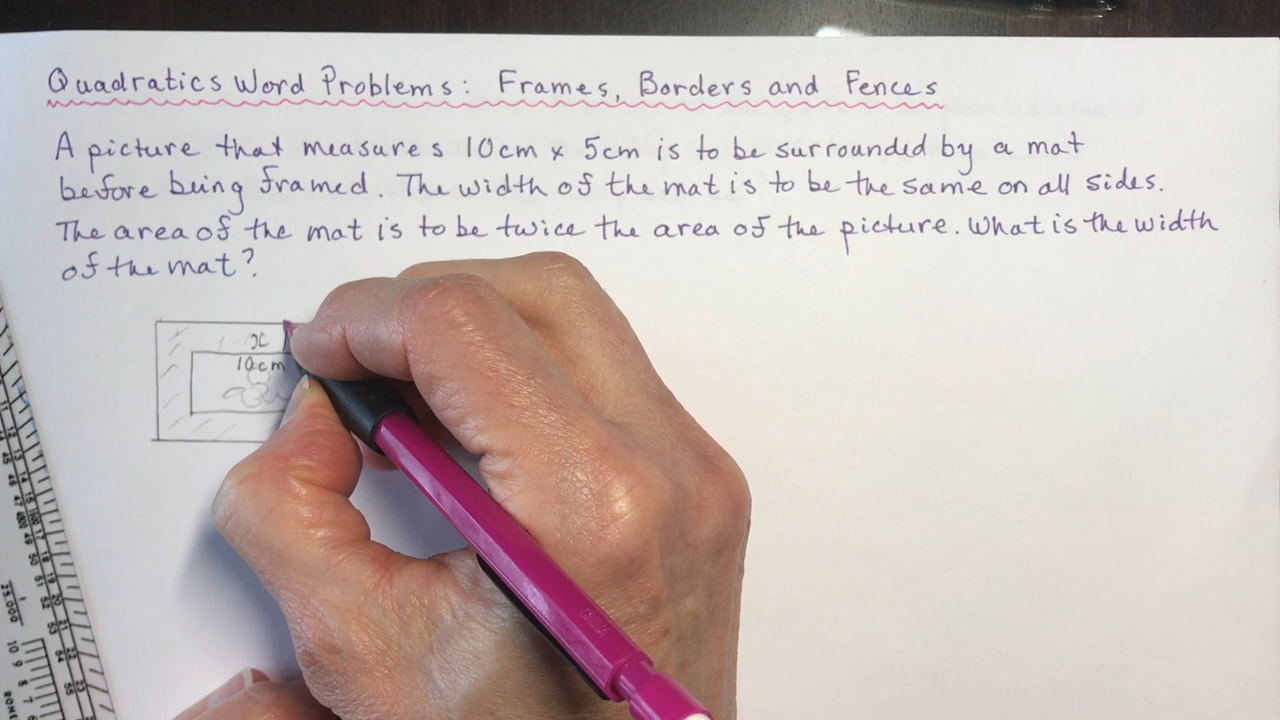 Quadratics Word Problems: Frames, Borders and Fences
A picture that measures 10cm x 5cm is to be surrounded by a mat
before being framed. The width of the mat is to be the same on all sides.
The area of the mat is to be twice the area of the picture. What is the width
of the mat?
x
10cm